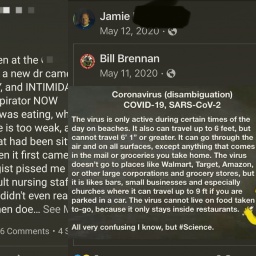 Jamie
May 12, 2020
Bill Brennan
May 11, 2020
Coronavirus (disambiguation)
COVID-19, SARS-CoV-2
The virus is only active during certain times of the
day on beaches. It also can travel up to 6 feet, but
cannot travel 6' 1" or greater. It can go through the
air and on all surfaces, except anything that comes
in the mail or groceries you take home. The virus
doesn't go to places like Walmart, Target, Amazon,
or other large corporations and grocery stores, but
it is likes bars, small businesses and especially
churches where it can travel up to 9 ft if you are
parked in a car. The virus cannot live on food taken
to-go, because it only stays inside restaurants.
All very confusing I know, but #Science.
en at the
a new dr came
, and INTIMIDA
spirator NOW
was eating, wh
e is too weak, a
at had been sit
en it first came
gist pissed me
ult nursing staf
didn't even rea
hen doe... See M
6 Comments • 4 S